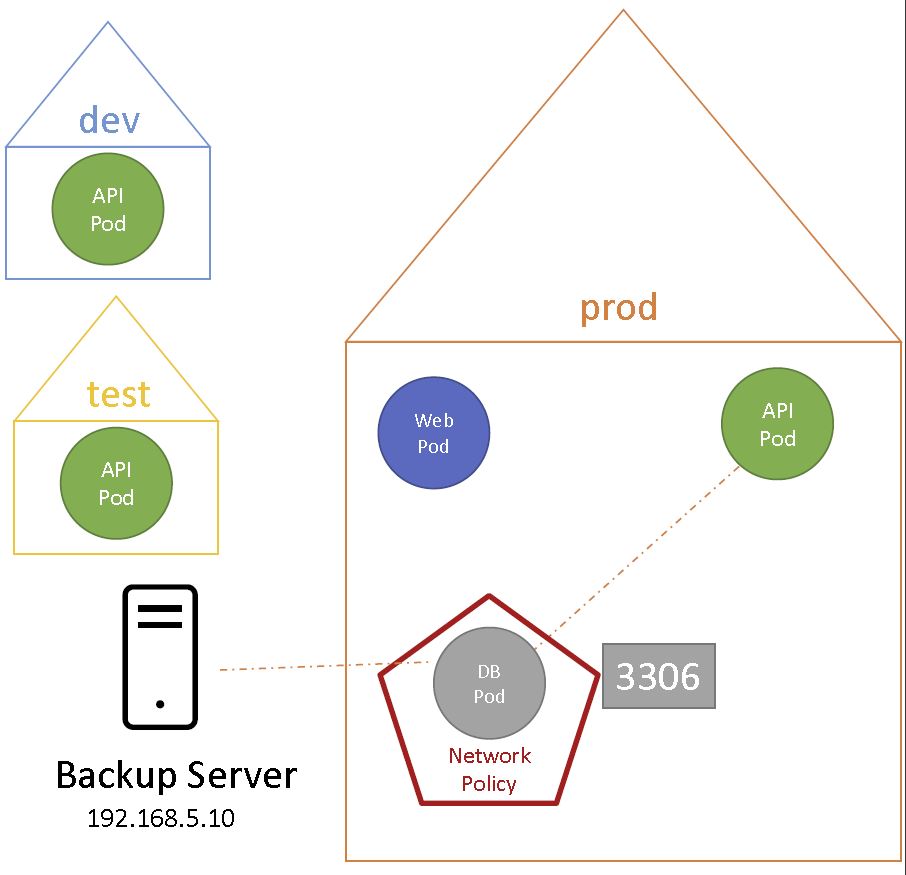 dev
API
Pod
test
API
Pod
prod
Web
Pod
API
Pod
DB
Pod
3306
Network
Policy
Backup Server
192.168.5.10